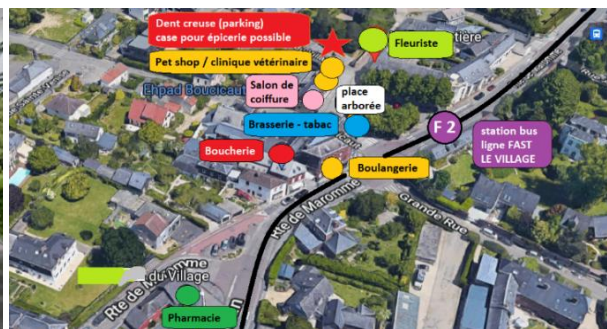 Dent creuse (parking)
case pour épicerie possible
Fleuriste
Pet shop / clinique vétérinaire
Ehpad Boucicaut
Salon de
coiffure
place
arborée
Brasserie - tabac
F 2
station bus
ligne FAST
LE VILLAGE
Boucherie
Boulangerie
Rte de Maromme
Grande Rue
du Village
Rte de Maromme
Pharmacie